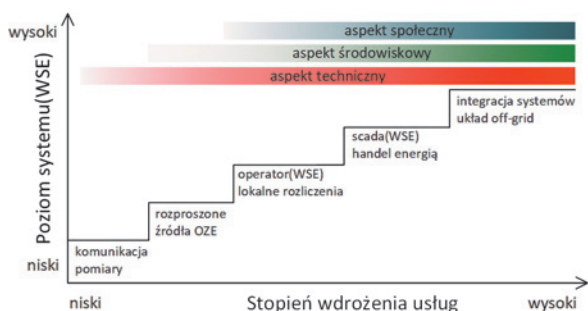 wysoki
aspekt społeczny
aspekt środowiskowy
aspekt techniczny
Poziom systemu(WSE)
integracja systemów
układ off-grid
scada(WSE)
handel energią
operator(WSE)
lokalne rozliczenia
rozproszone
źródła OZE
komunikacja
pomiary
niski
niski
Stopień wdrożenia usług
wysoki